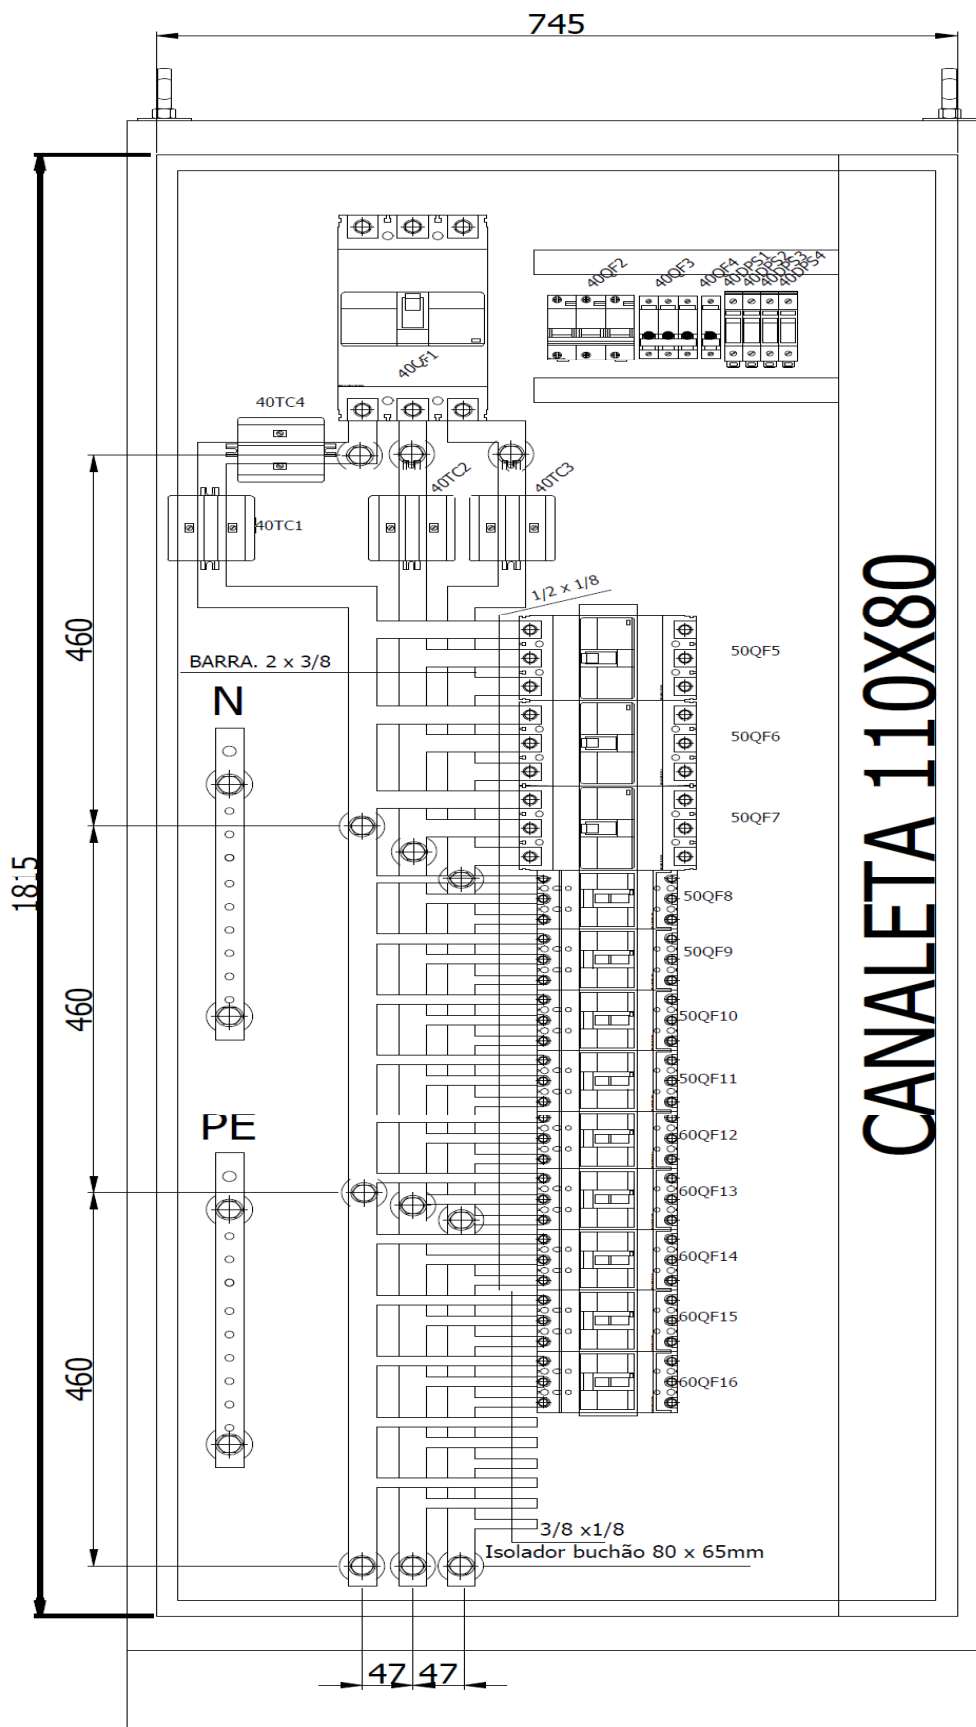 745
40QF2
40QF3
40QF4
40DPS1
40DPS2
40DPS3
40DPS4
40QF1
40TC4
40TC2
40TC3
40TC1
1/2 x 1/8
460
BARRA. 2 x 3/8
50QF5
N
50QF6
50QF7
CANALETA 110X80
1815
50QF8
50QF9
460
50QF10
50QF11
PE
60QF12
60QF13
60QF14
60QF15
460
60QF16
3/8 x1/8
Isolador buchão 80 x 65mm
47
47